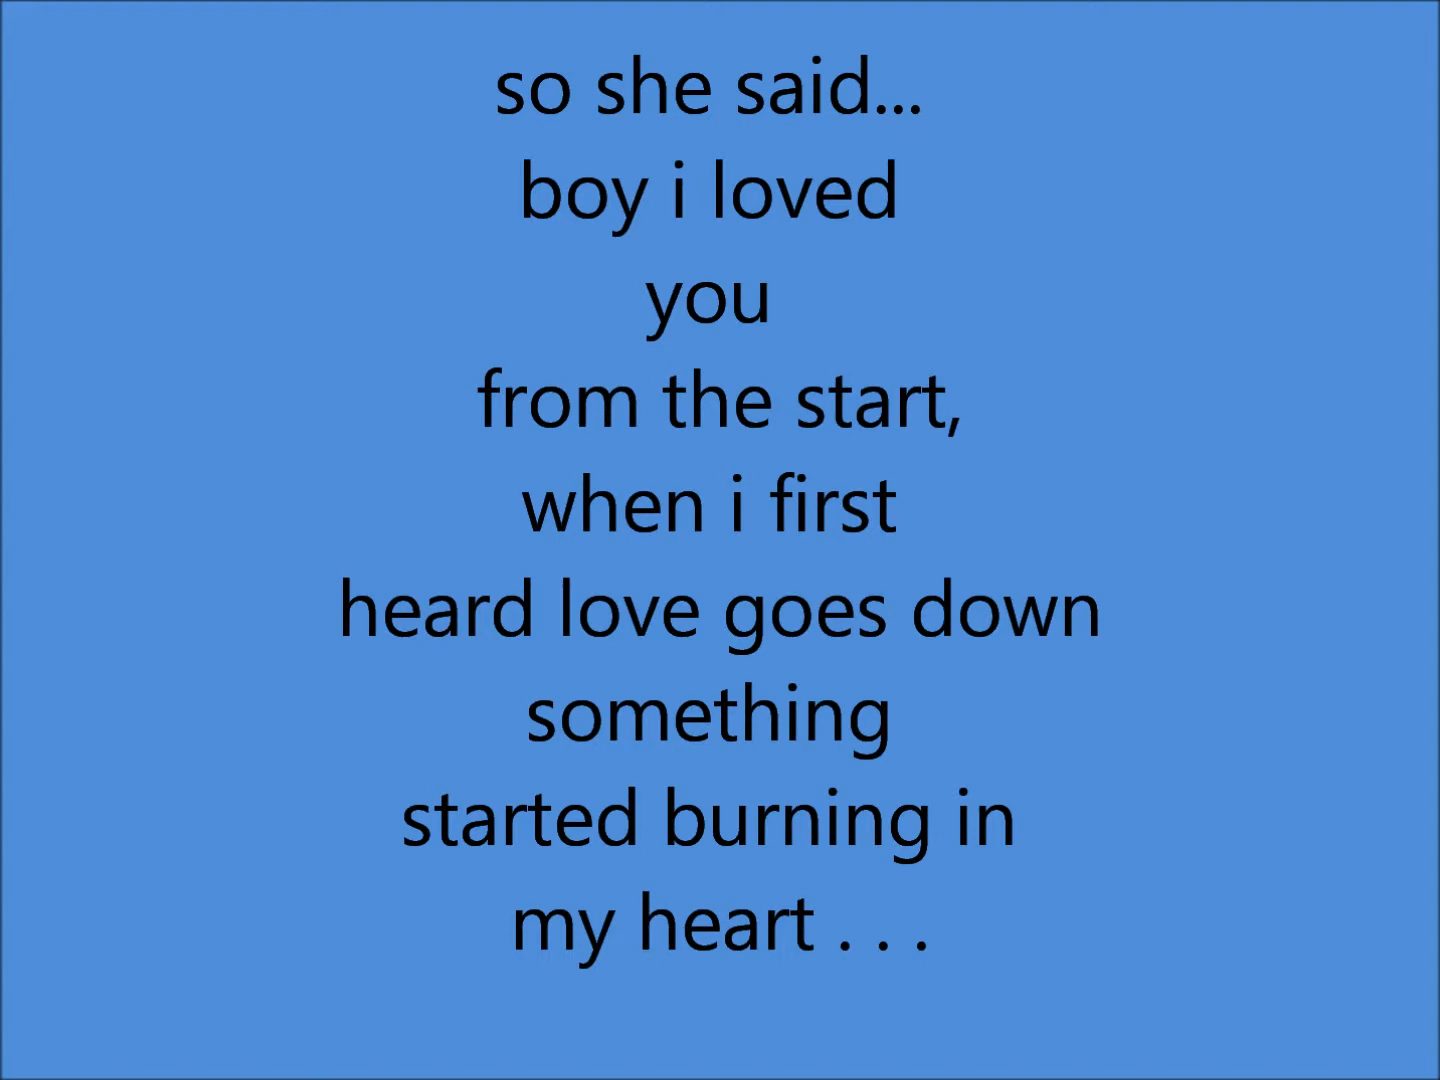 so she said...
boy i loved
you
from the start,
when i first
heard love goes down
something
started burning in
my heart . . .